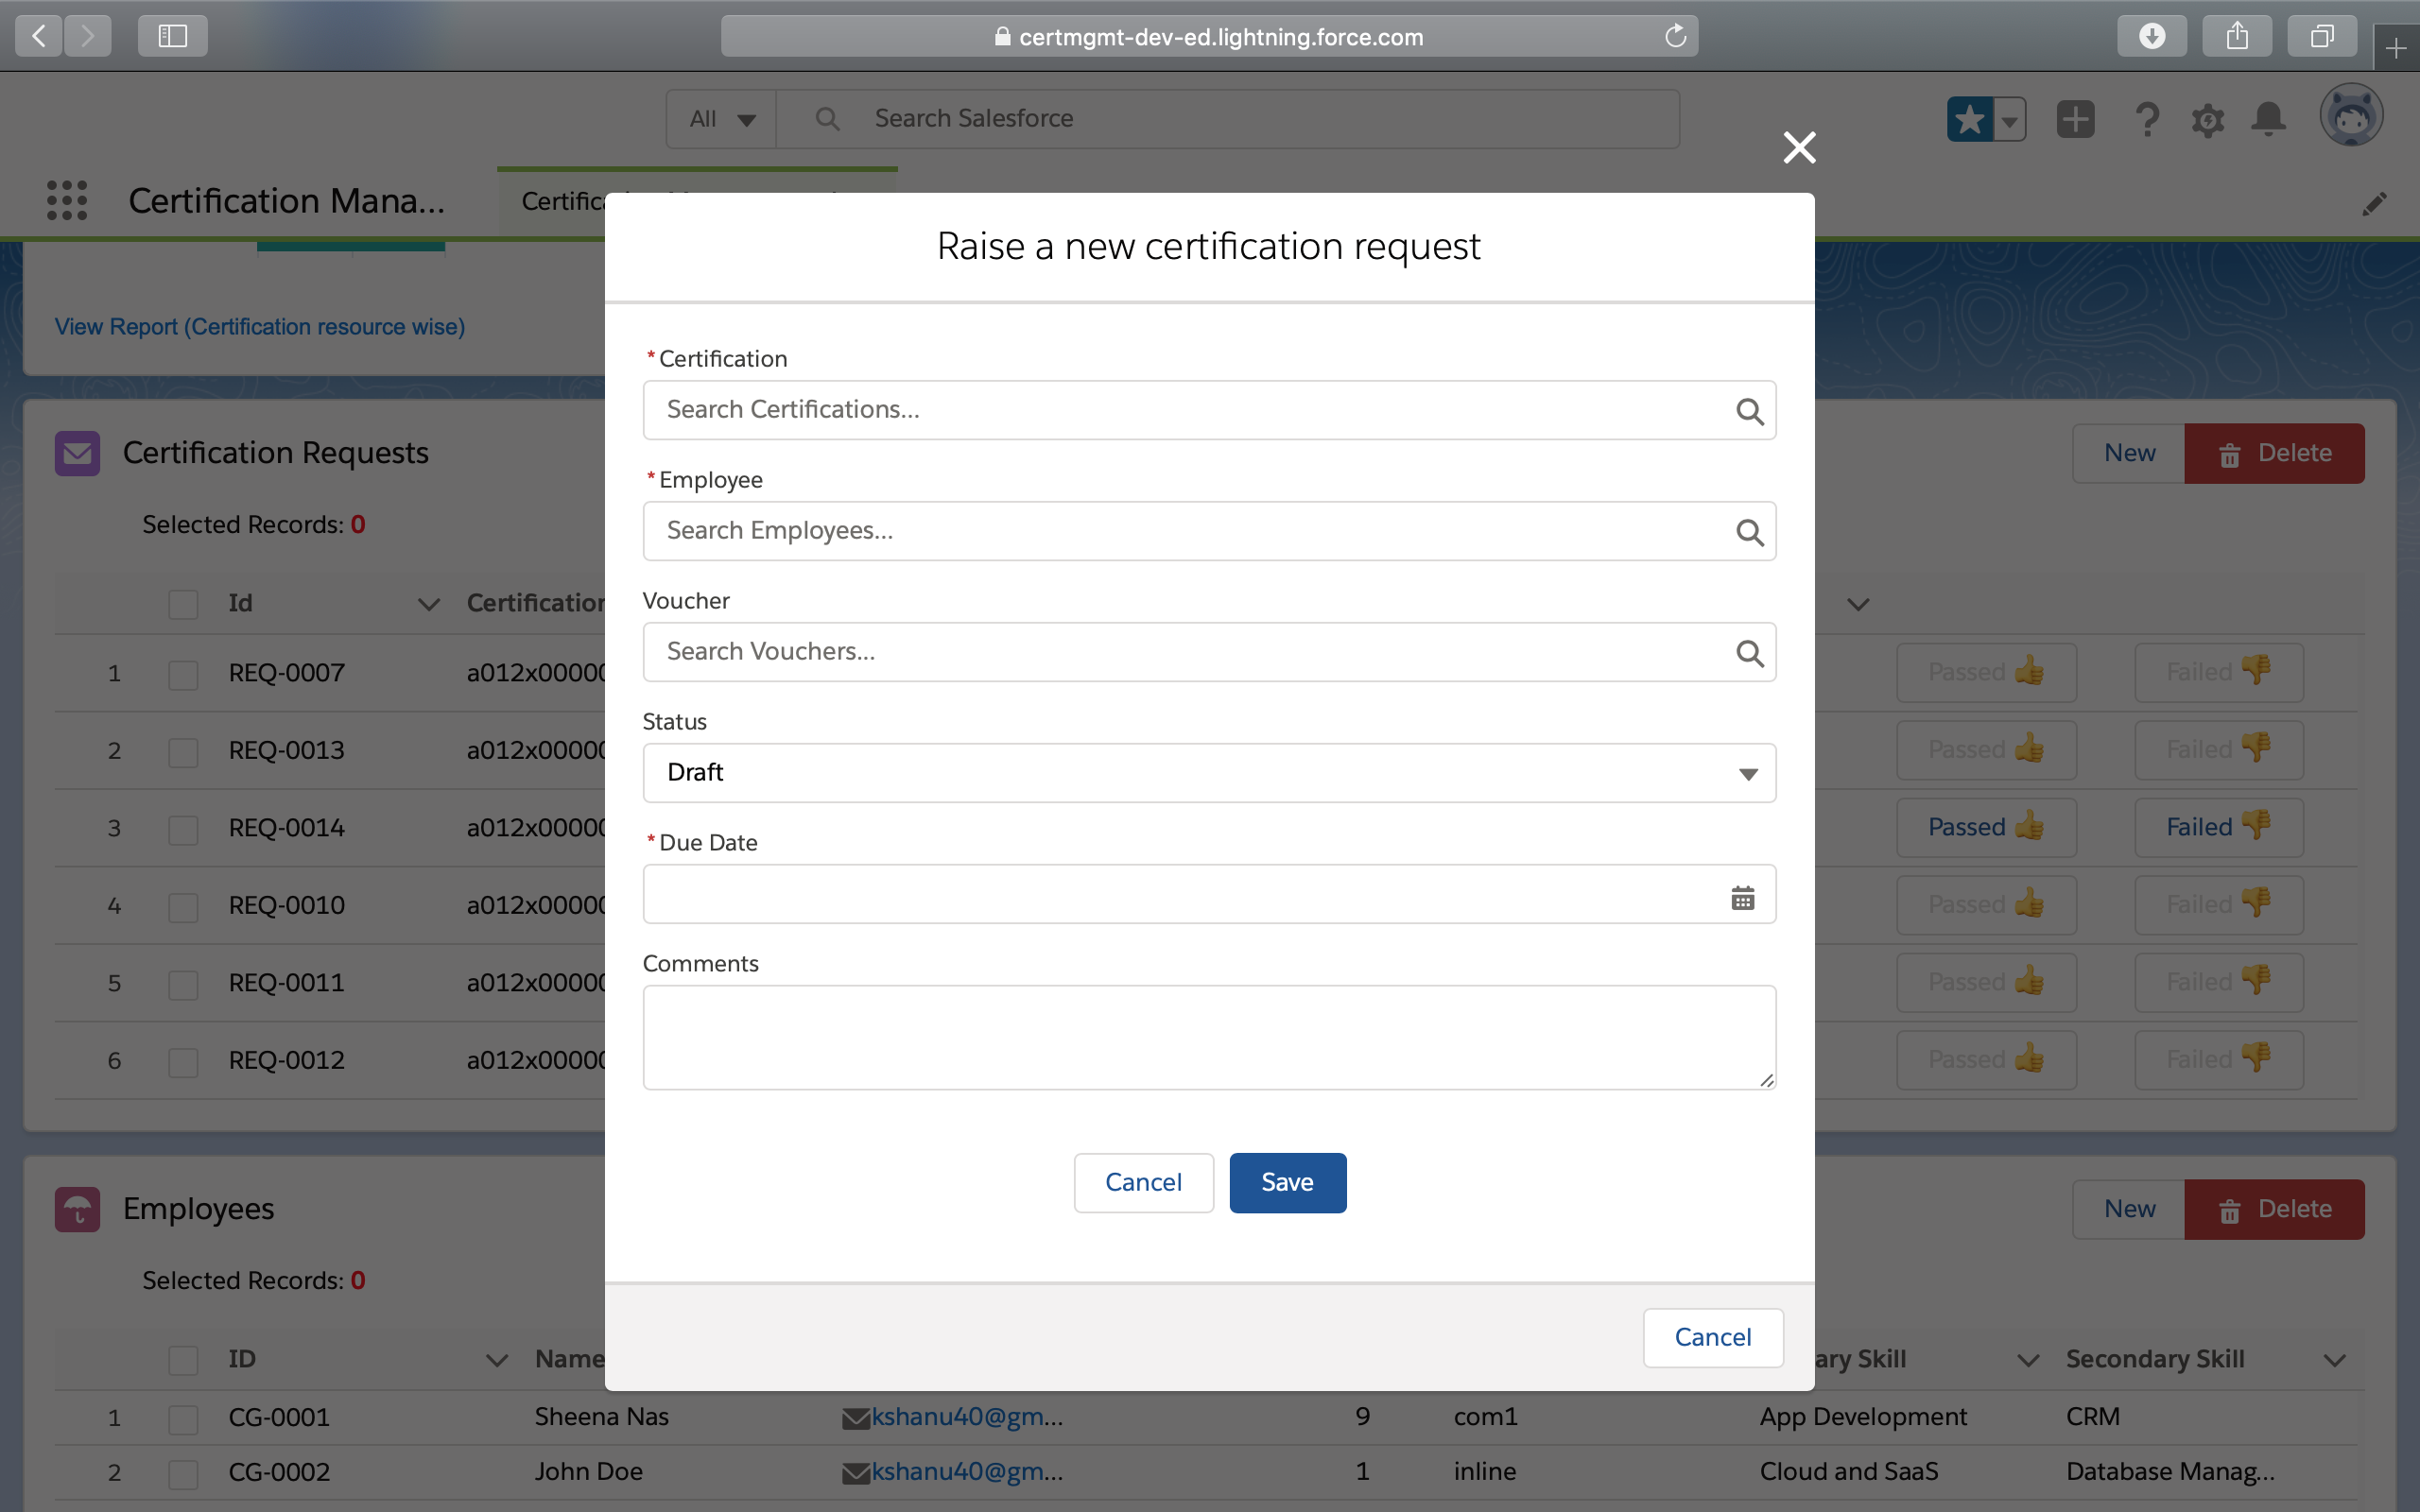 certmgmt-dev-ed.lightning.force.com
All
Search Salesforce
Certification Mana...
Certific
Raise a new certification request
View Report (Certification resource wise)
*Certification
Search Certifications...
Certification Requests
New
Delete
*Employee
Selected Records: 0
Search Employees...
Voucher
Id
Certification
Search Vouchers...
1 REQ-0007 a012x00000 Passed 👍 Failed 👎
Status
2 REQ-0013 a012x00000 Passed 👍 Failed 👎
Draft
3 REQ-0014 a012x00000 Passed 👍 Failed 👎
*Due Date
4 REQ-0010 a012x00000 Passed 👍 Failed 👎
Comments
5 REQ-0011 a012x00000 Passed 👍 Failed 👎
6 REQ-0012 a012x00000 Passed 👍 Failed 👎
Cancel
Save
Employees
New
Delete
Selected Records: 0
Cancel
ID Name ary Skill Secondary Skill
1 CG-0001 Sheena Nas kshanu40@gm... 9 com1 App Development CRM
2 CG-0002 John Doe kshanu40@gm... 1 inline Cloud and SaaS Database Manag...